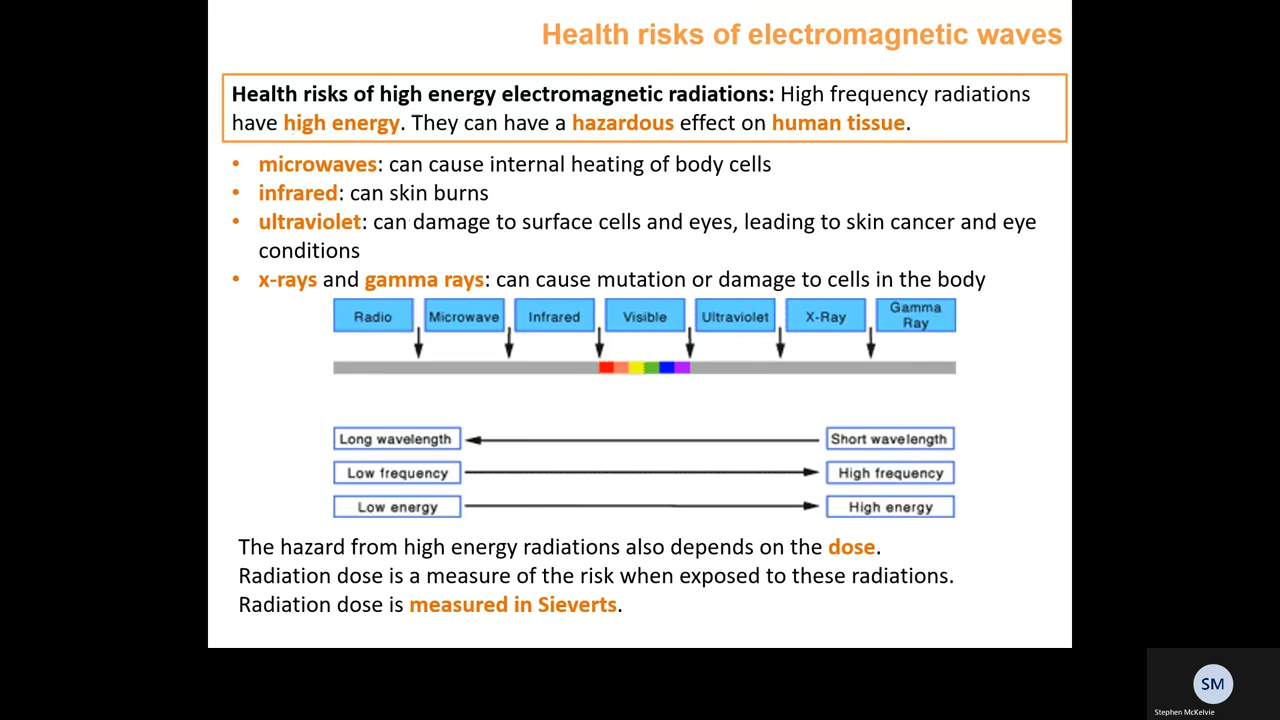 Health risks of electromagnetic waves
Health risks of high energy electromagnetic radiations: High frequency radiations
have high energy. They can have a hazardous effect on human tissue.
• microwaves: can cause internal heating of body cells
• infrared: can skin burns
• ultraviolet: can damage to surface cells and eyes, leading to skin cancer and eye
conditions
• x-rays and gamma rays: can cause mutation or damage to cells in the body
Radio Microwave Infrared Visible Ultraviolet X-Ray Gamma
Ray
Long wavelength Short wavelength
Low frequency High frequency
Low energy High energy
The hazard from high energy radiations also depends on the dose.
Radiation dose is a measure of the risk when exposed to these radiations.
Radiation dose is measured in Sieverts.
SM
Stephen McKelvie